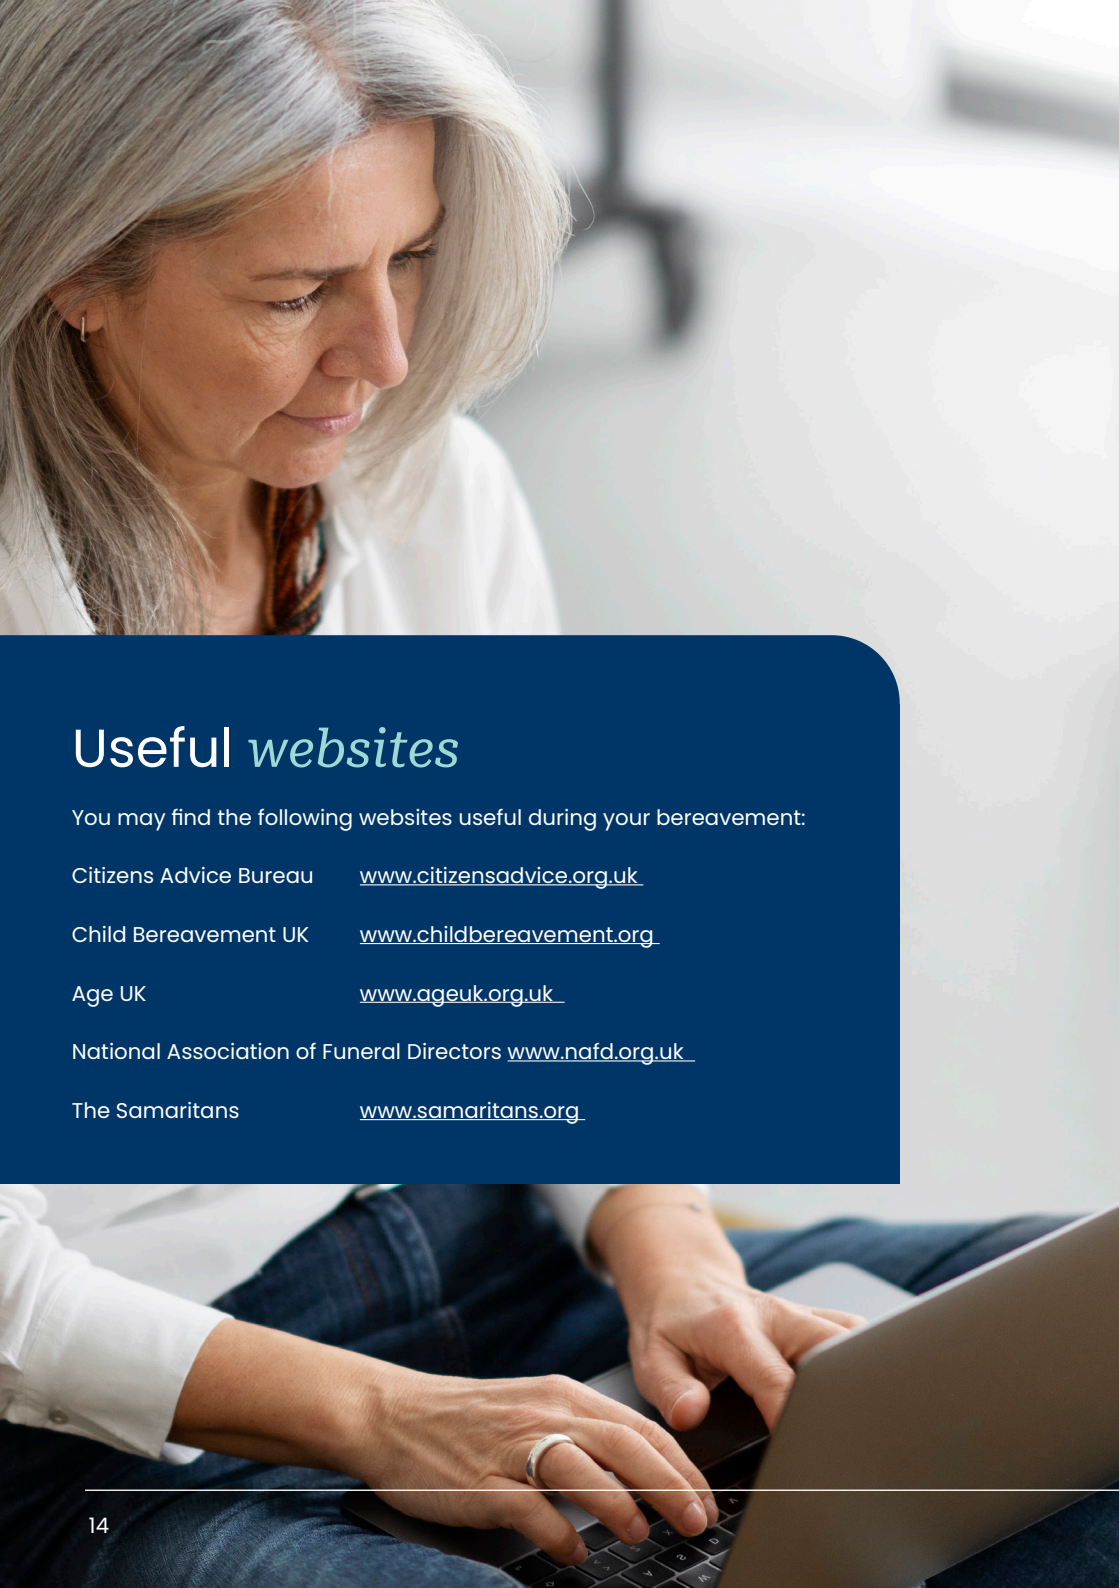 Useful websites
You may find the following websites useful during your bereavement:
Citizens Advice Bureau www.citizensadvice.org.uk
Child Bereavement UK www.childbereavement.org
Age UK www.ageuk.org.uk
National Association of Funeral Directors www.nafd.org.uk
The Samaritans www.samaritans.org
14